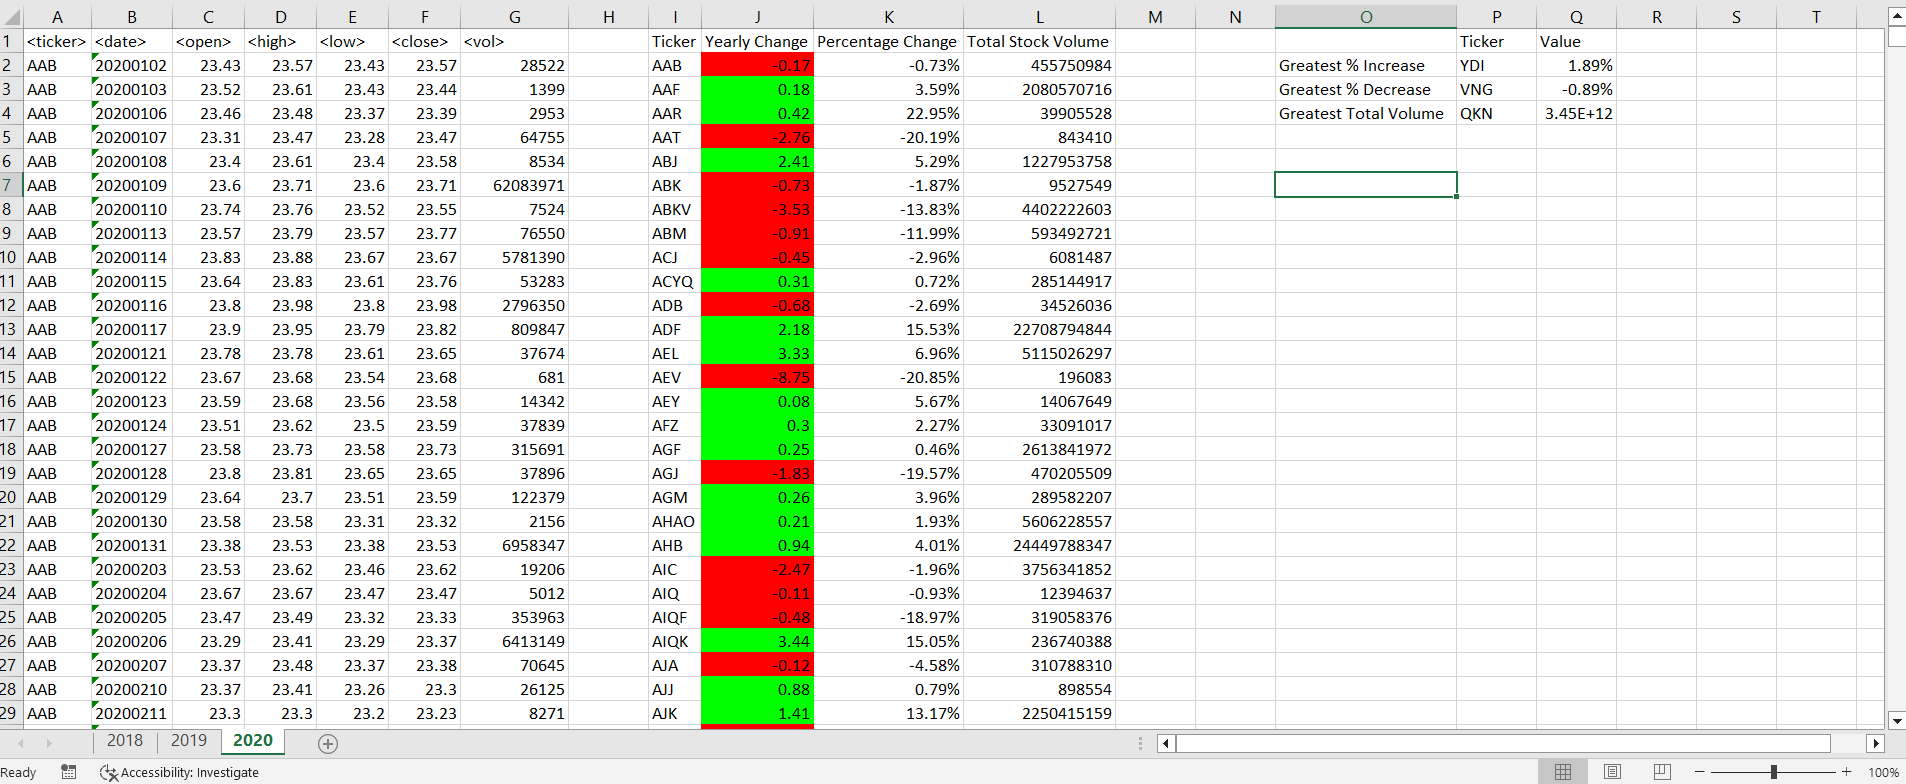 A B C D E F G H I J K L M N O P Q R S T
1 <ticker> <date> <open> <high> <low> <close> <vol> Ticker Yearly Change Percentage Change Total Stock Volume Ticker Value
2 AAB 20200102 23.43 23.57 23.43 23.57 28522 AAB -0.17 -0.73% 455750984 Greatest % Increase YDI 1.89%
3 AAB 20200103 23.52 23.61 23.43 23.44 1399 AAF 0.18 3.59% 2080570716 Greatest % Decrease VNG -0.89%
4 AAB 20200106 23.46 23.48 23.37 23.39 2953 AAR 0.42 22.95% 39905528 Greatest Total Volume QKN 3.45E+12
5 AAB 20200107 23.31 23.47 23.28 23.47 64755 AAT -2.76 -20.19% 843410
6 AAB 20200108 23.4 23.61 23.4 23.58 8534 ABJ 2.41 5.29% 1227953758
7 AAB 20200109 23.6 23.71 23.6 23.71 62083971 ABK -0.73 -1.87% 9527549
8 AAB 20200110 23.74 23.76 23.52 23.55 7524 ABKV -3.53 -13.83% 4402222603
9 AAB 20200113 23.57 23.79 23.57 23.77 76550 ABM -0.91 -11.99% 593492721
10 AAB 20200114 23.83 23.88 23.67 23.67 5781390 ACJ -0.45 -2.96% 6081487
11 AAB 20200115 23.64 23.83 23.61 23.76 53283 ACYQ 0.31 0.72% 285144917
12 AAB 20200116 23.8 23.98 23.8 23.98 2796350 ADB -0.68 -2.69% 34526036
13 AAB 20200117 23.9 23.95 23.79 23.82 809847 ADF 2.18 15.53% 22708794844
14 AAB 20200121 23.78 23.78 23.61 23.65 37674 AEL 3.33 6.96% 5115026297
15 AAB 20200122 23.67 23.68 23.54 23.68 681 AEV -8.75 -20.85% 196083
16 AAB 20200123 23.59 23.68 23.56 23.58 14342 AEY 0.08 5.67% 14067649
17 AAB 20200124 23.51 23.62 23.5 23.59 37839 AFZ 0.3 2.27% 33091017
18 AAB 20200127 23.58 23.73 23.58 23.73 315691 AGF 0.25 0.46% 2613841972
19 AAB 20200128 23.8 23.81 23.65 23.65 37896 AGJ -1.83 -19.57% 470205509
20 AAB 20200129 23.64 23.7 23.51 23.59 122379 AGM 0.26 3.96% 289582207
21 AAB 20200130 23.58 23.58 23.31 23.32 2156 AHAO 0.21 1.93% 5606228557
22 AAB 20200131 23.38 23.53 23.38 23.53 6958347 AHB 0.94 4.01% 24449788347
23 AAB 20200203 23.53 23.62 23.46 23.62 19206 AIC -2.47 -1.96% 3756341852
24 AAB 20200204 23.67 23.67 23.47 23.47 5012 AIQ -0.11 -0.93% 12394637
25 AAB 20200205 23.47 23.49 23.32 23.33 353963 AIQF -0.48 -18.97% 319058376
26 AAB 20200206 23.29 23.41 23.29 23.37 6413149 AIQK 3.44 15.05% 236740388
27 AAB 20200207 23.37 23.48 23.37 23.38 70645 AJA -0.12 -4.58% 310788310
28 AAB 20200210 23.37 23.41 23.26 23.3 26125 AJJ 0.88 0.79% 898554
29 AAB 20200211 23.3 23.3 23.2 23.23 8271 AJK 1.41 13.17% 2250415159
2018 2019 2020
Ready Accessibility: Investigate 100%